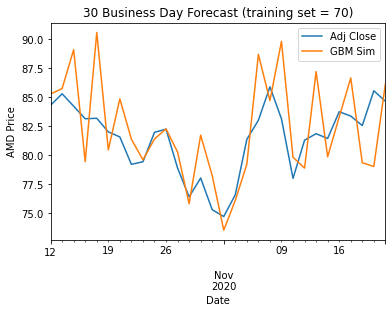 30 Business Day Forecast (training set = 70)
Adj Close
GBM Sim
AMD Price
90.0
87.5
85.0
82.5
80.0
77.5
75.0
12
19
26
09
16
Nov
2020
Date